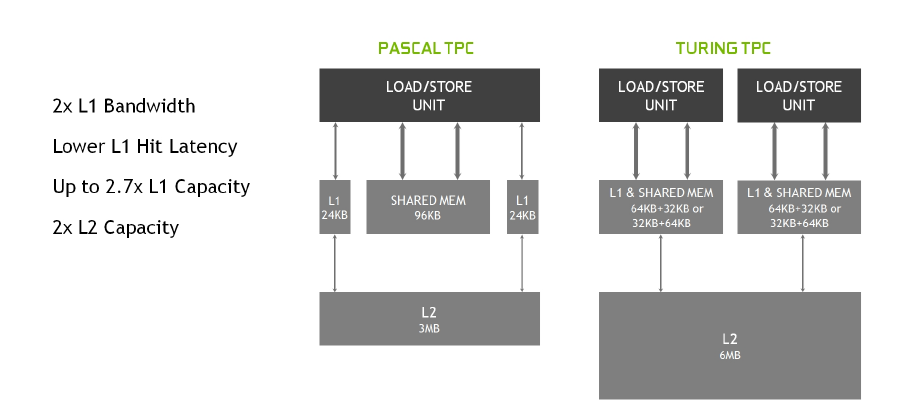 2x L1 Bandwidth
Lower L1 Hit Latency
Up to 2.7x L1 Capacity
2x L2 Capacity
PASCAL TPC
LOAD/STORE
UNIT
L1
24KB
SHARED MEM
96KB
L1
24KB
L2
3MB
TURING TPC
LOAD/STORE
UNIT
LOAD/STORE
UNIT
L1 & SHARED MEM
64KB+32KB or
32KB+64KB
L1 & SHARED MEM
64KB+32KB or
32KB+64KB
L2
6MB